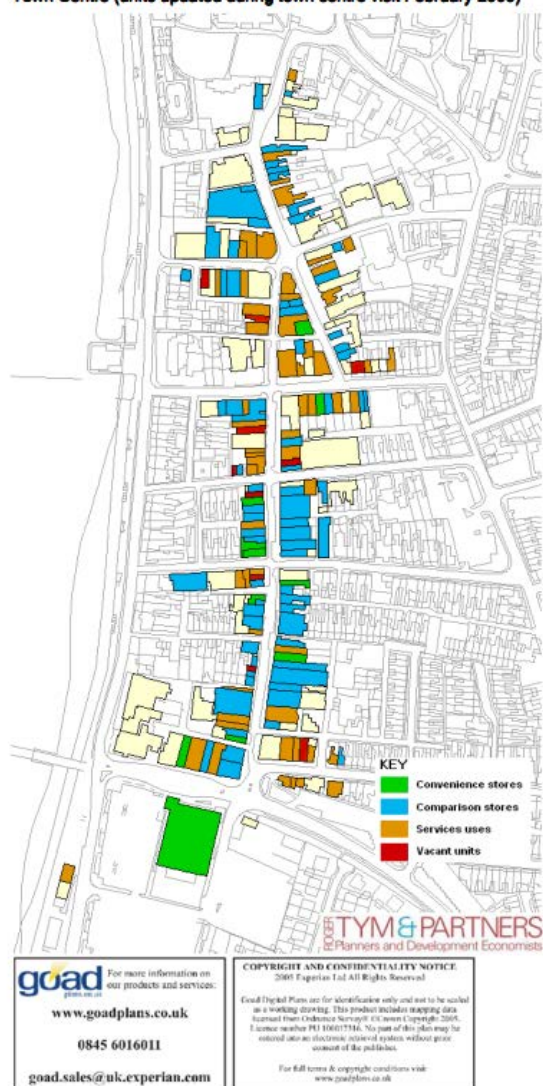 Town Centre (units updated during town centre visit February
KEY
Convenience stores
Comparison stores
Services uses
Vacant units
ROGER TYM & PARTNERS
Planners and Development Economists
goad
plans.co.uk
For more information on
our products and services:
www.goadplans.co.uk
0845 6016011
goad.sales@uk.experian.com
COPYRIGHT AND CONFIDENTIALITY NOTICE
2005 Experian Ltd All Rights Reserved
Goad Digital Plans are for identification only and not to be scaled
as a working drawing. This product includes mapping data
licensed from Ordnance Survey® ©Crown Copyright 2005.
Licence number PU 100017316. No part of this plan may be
entered into an electronic retrieval system without prior
consent of the publisher.
For full terms & copyright conditions visit
www.goadplans.co.uk